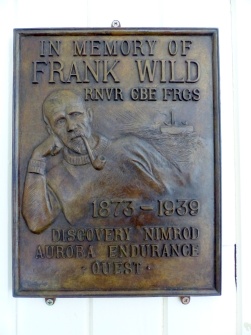 IN MEMORY OF
FRANK WILD
RNVR CBE FRGS
1873-1939
DISCOVERY NIMROD
AURORA ENDURANCE
· QUEST ·